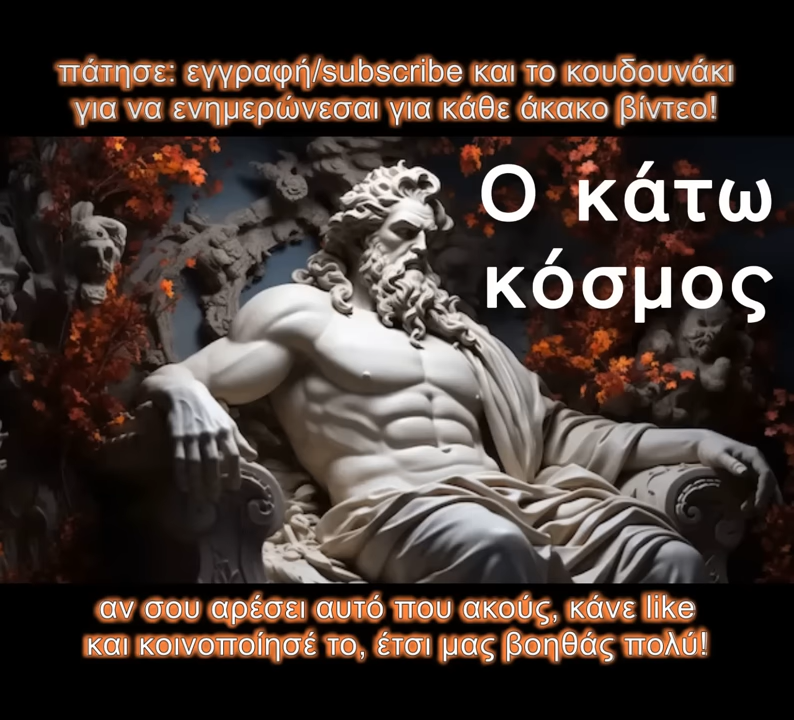 πάτησε: εγγραφή/subscribe και το κουδουνάκι
για να ενημερώνεσαι για κάθε άκακο βίντεο!
Ο κάτω
κόσμος
αν σου αρέσει αυτό που ακούς, κάνε like
και κοινοποίησέ το, έτσι μας βοηθάς πολύ!